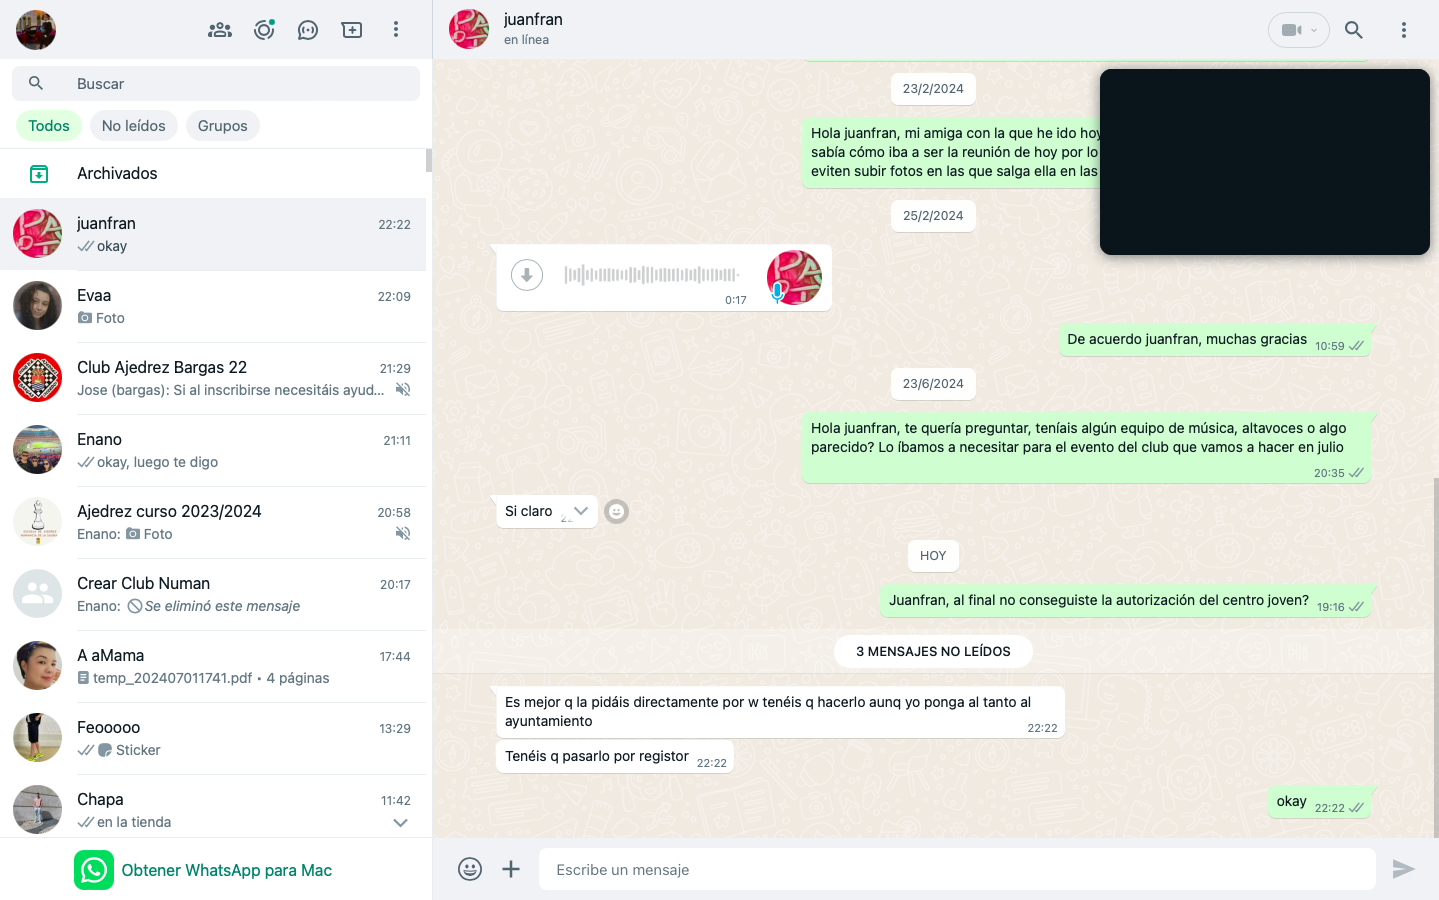 Buscar
Todos
No leídos
Grupos
Archivados
juanfran
22:22
okay
Evaa
22:09
Foto
Club Ajedrez Bargas 22
21:29
Jose (bargas): Si al inscribirse necesitáis ayud...
Enano
21:11
okay, luego te digo
Ajedrez curso 2023/2024
20:58
Enano: Foto
Crear Club Numan
20:17
Enano: Se eliminó este mensaje
A aMama
17:44
temp_202407011741.pdf • 4 páginas
Feooooo
13:29
Sticker
Chapa
11:42
en la tienda
Obtener WhatsApp para Mac
juanfran
en línea
23/2/2024
Hola juanfran, mi amiga con la que he ido hoy
sabía cómo iba a ser la reunión de hoy por lo
eviten subir fotos en las que salga ella en las
25/2/2024
0:17
De acuerdo juanfran, muchas gracias
10:59
23/6/2024
Hola juanfran, te quería preguntar, teníais algún equipo de música, altavoces o algo
parecido? Lo íbamos a necesitar para el evento del club que vamos a hacer en julio
20:35
Si claro
HOY
Juanfran, al final no conseguiste la autorización del centro joven?
19:16
3 MENSAJES NO LEÍDOS
Es mejor q la pidáis directamente por w tenéis q hacerlo aunq yo ponga al tanto al
ayuntamiento
22:22
Tenéis q pasarlo por registor
22:22
okay
22:22
Escribe un mensaje